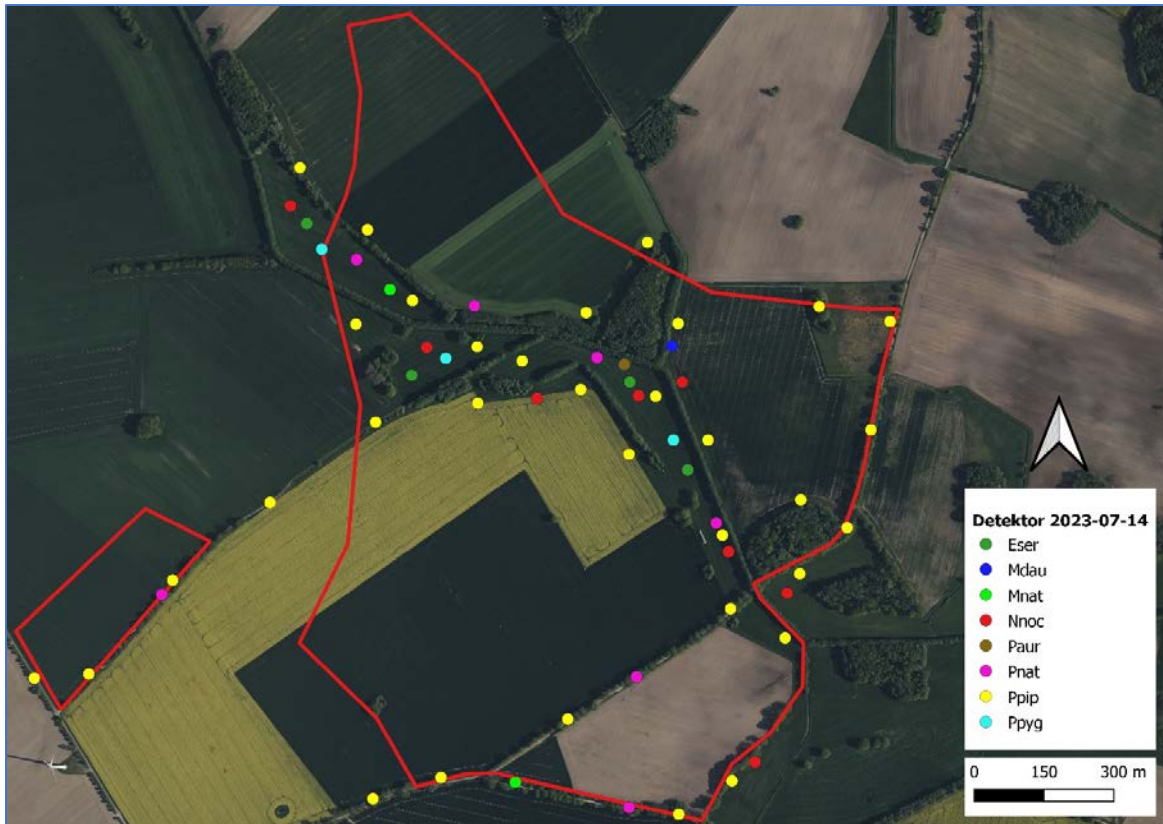 Detektor 2023-07-14
Eser
Mdau
Mnat
Nnoc
Paur
Pnat
Ppip
Ppyg
0 150 300 m